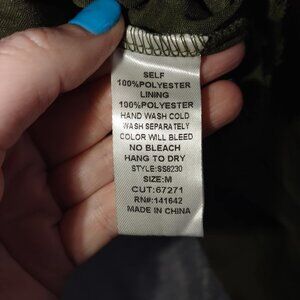 SELF
100%POLYESTER
LINING
100%POLYESTER
HAND WASH COLD
WASH SEPARATELY
COLOR WILL BLEED
NO BLEACH
HANG TO DRY
STYLE:SS8230
SIZE:M
CUT:67271
RN#:141642
MADE IN CHINA